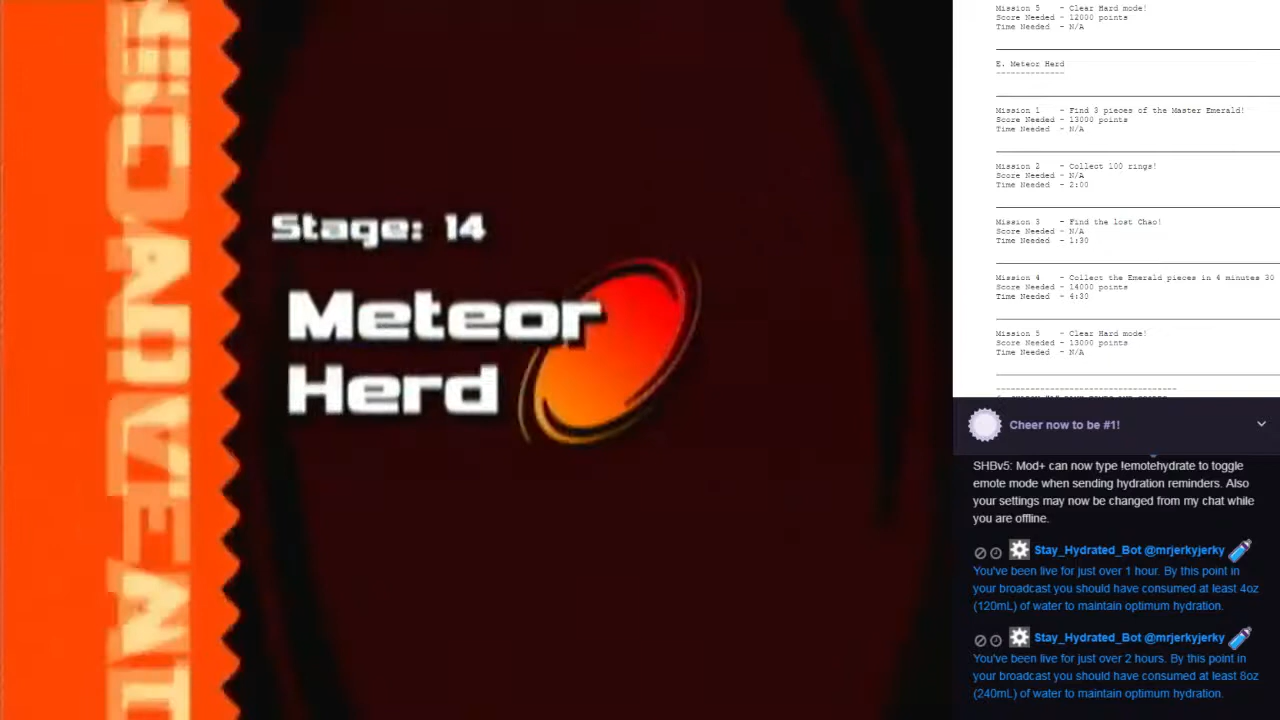 SCOND VEAT
Stage: 14
Meteor
Herd
Mission 5 - Clear Hard mode!
Score Needed - 12000 points
Time Needed - N/A
E. Meteor Herd
--------------
Mission 1 - Find 3 pieces of the Master Emerald!
Score Needed - 13000 points
Time Needed - N/A
Mission 2 - Collect 100 rings!
Score Needed - N/A
Time Needed - 2:00
Mission 3 - Find the lost Chao!
Score Needed - N/A
Time Needed - 1:30
Mission 4 - Collect the Emerald pieces in 4 minutes 30
Score Needed - 14000 points
Time Needed - 4:30
Mission 5 - Clear Hard mode!
Score Needed - 13000 points
Time Needed - N/A
Cheer now to be #1!
SHBv5: Mod+ can now type !emotehydrate to toggle
emote mode when sending hydration reminders. Also
your settings may now be changed from my chat while
you are offline.
Stay_Hydrated_Bot @mrjerkyjerky
You've been live for just over 1 hour. By this point in
your broadcast you should have consumed at least 4oz
(120mL) of water to maintain optimum hydration.
Stay_Hydrated_Bot @mrjerkyjerky
You've been live for just over 2 hours. By this point in
your broadcast you should have consumed at least 8oz
(240mL) of water to maintain optimum hydration.